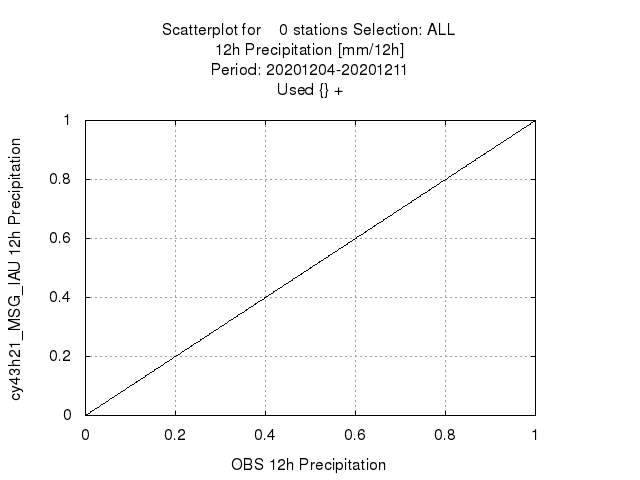 Scatterplot for    0 stations Selection: ALL
12h Precipitation [mm/12h]
Period: 20201204-20201211
Used {} +
cy43h21_MSG_IAU 12h Precipitation
1
0.8
0.6
0.4
0.2
0
0 0.2 0.4 0.6 0.8 1
OBS 12h Precipitation